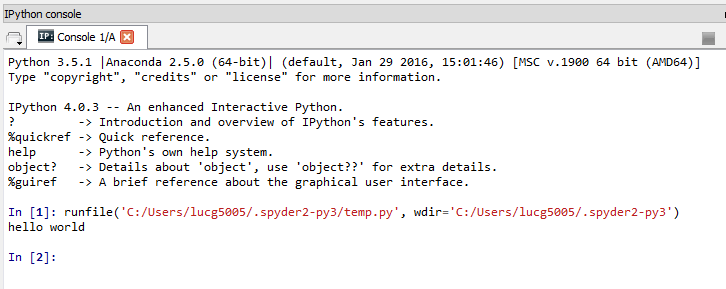 IPython console
IP: Console 1/A
Python 3.5.1 |Anaconda 2.5.0 (64-bit)| (default, Jan 29 2016, 15:01:46) [MSC v.1900 64 bit (AMD64)]
Type "copyright", "credits" or "license" for more information.
IPython 4.0.3 -- An enhanced Interactive Python.
?         -> Introduction and overview of IPython's features.
%quickref -> Quick reference.
help      -> Python's own help system.
object?   -> Details about 'object', use 'object??' for extra details.
%guiref   -> A brief reference about the graphical user interface.
In [1]: runfile('C:/Users/lucg5005/.spyder2-py3/temp.py', wdir='C:/Users/lucg5005/.spyder2-py3')
hello world
In [2]: